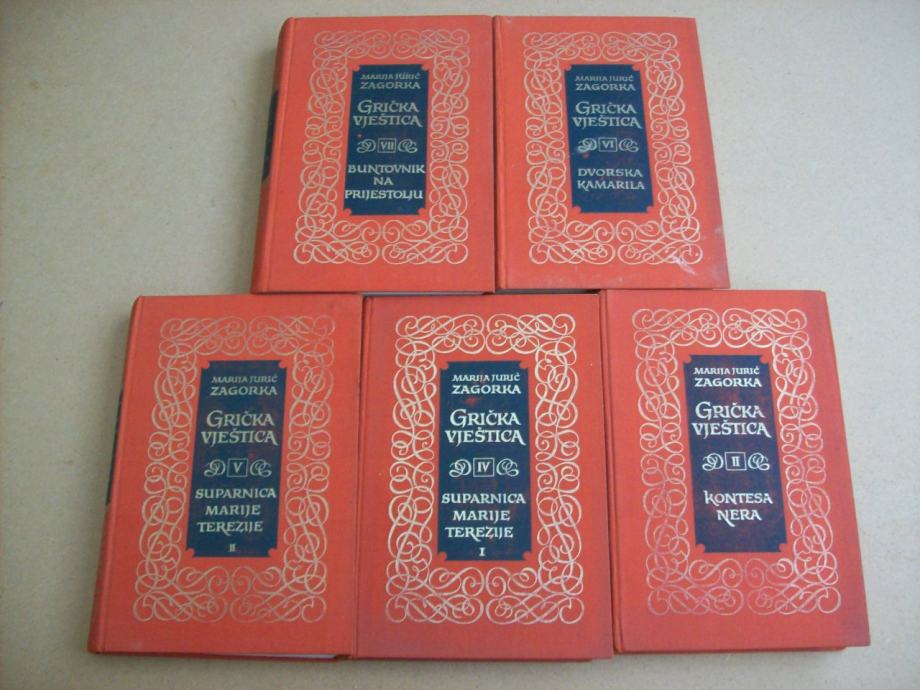 MARIJA JURIĆ
ZAGORKA
GRIČKA
VJEŠTICA
VII
BUNTOVNIK
NA
PRIJESTOLJU
MARIJA JURIĆ
ZAGORKA
GRIČKA
VJEŠTICA
VI
DVORSKA
KAMARILA
MARIJA JURIĆ
ZAGORKA
GRIČKA
VJEŠTICA
V
SUPARNICA
MARIJE
TEREZIJE
II
MARIJA JURIĆ
ZAGORKA
GRIČKA
VJEŠTICA
IV
SUPARNICA
MARIJE
TEREZIJE
I
MARIJA JURIĆ
ZAGORKA
GRIČKA
VJEŠTICA
II
KONTESA
NERA